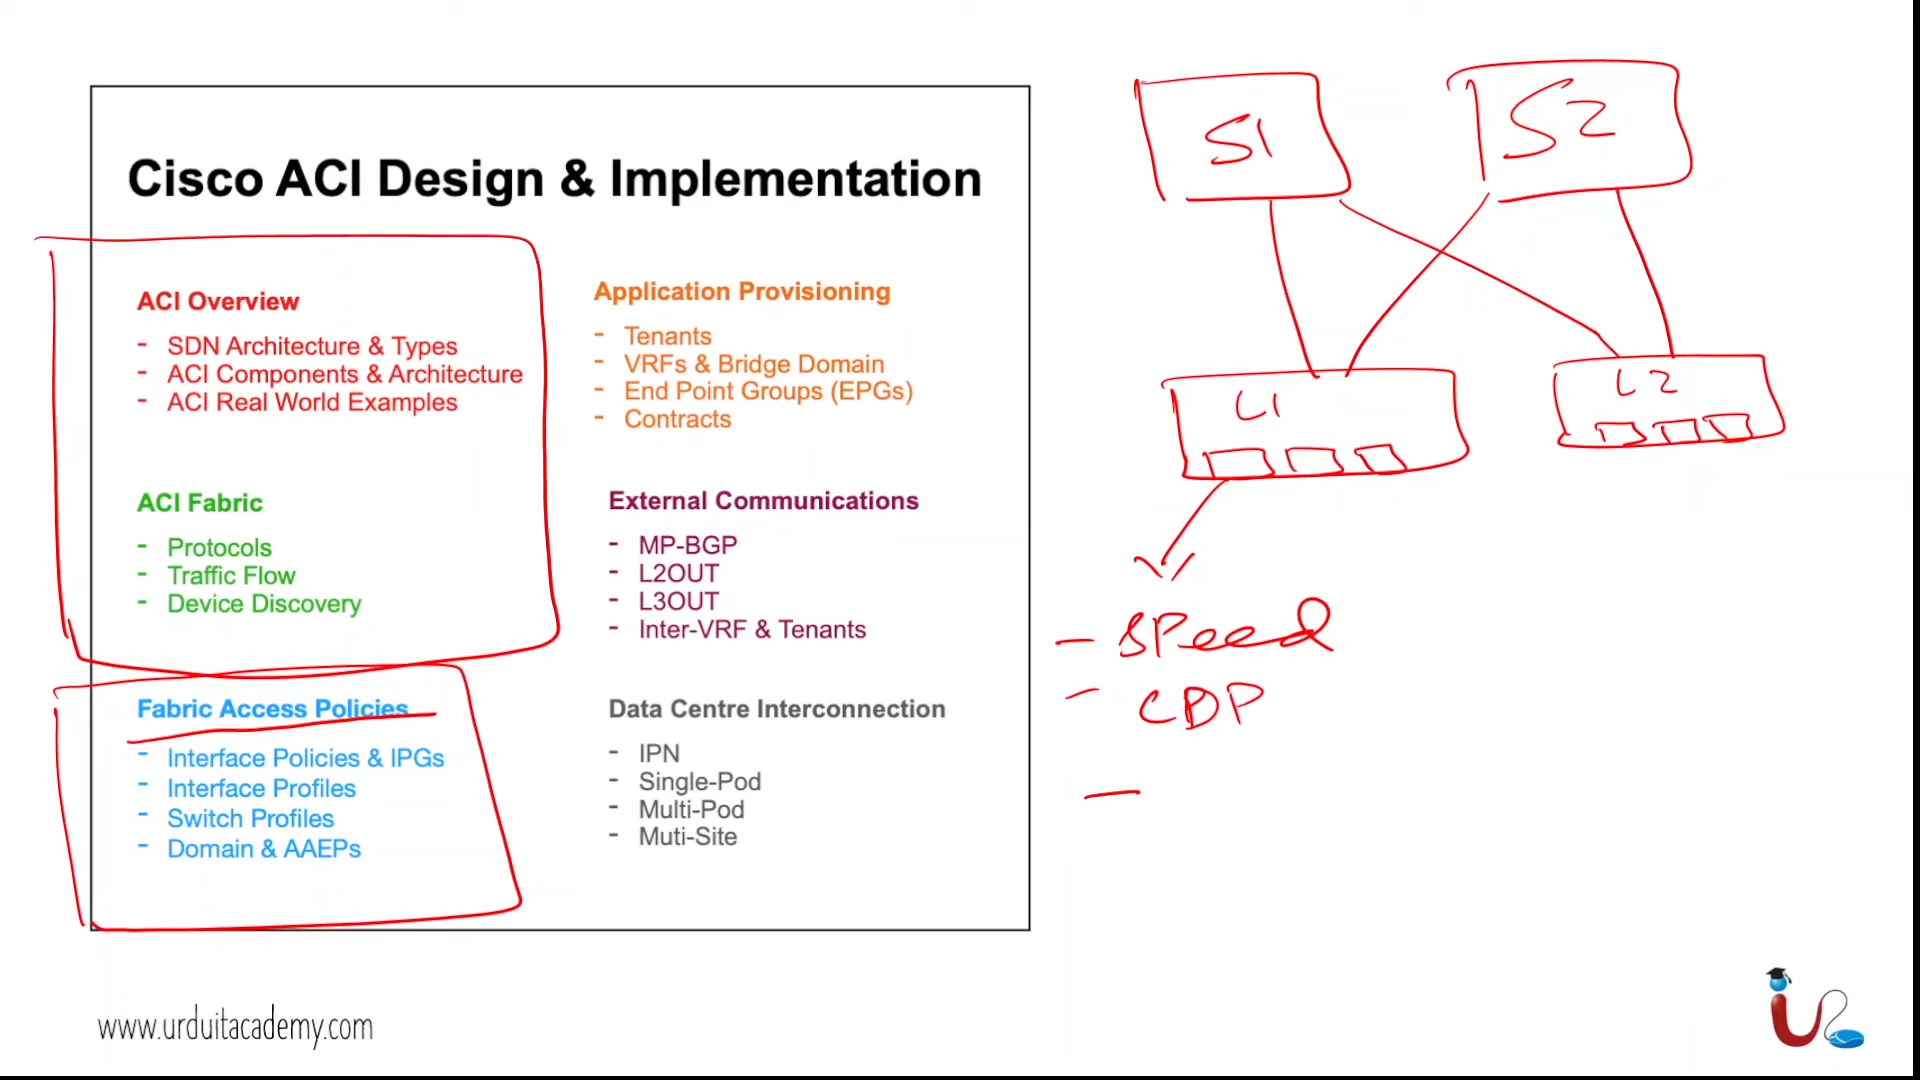 Cisco ACI Design & Implementation
ACI Overview
- SDN Architecture & Types
- ACI Components & Architecture
- ACI Real World Examples
ACI Fabric
- Protocols
- Traffic Flow
- Device Discovery
Fabric Access Policies
- Interface Policies & IPGs
- Interface Profiles
- Switch Profiles
- Domain & AAEPs
Application Provisioning
- Tenants
- VRFs & Bridge Domain
- End Point Groups (EPGs)
- Contracts
External Communications
- MP-BGP
- L2OUT
- L3OUT
- Inter-VRF & Tenants
Data Centre Interconnection
- IPN
- Single-Pod
- Multi-Pod
- Muti-Site
S1
S2
L1
L2
- Speed
- CDP
-
www.urduitacademy.com